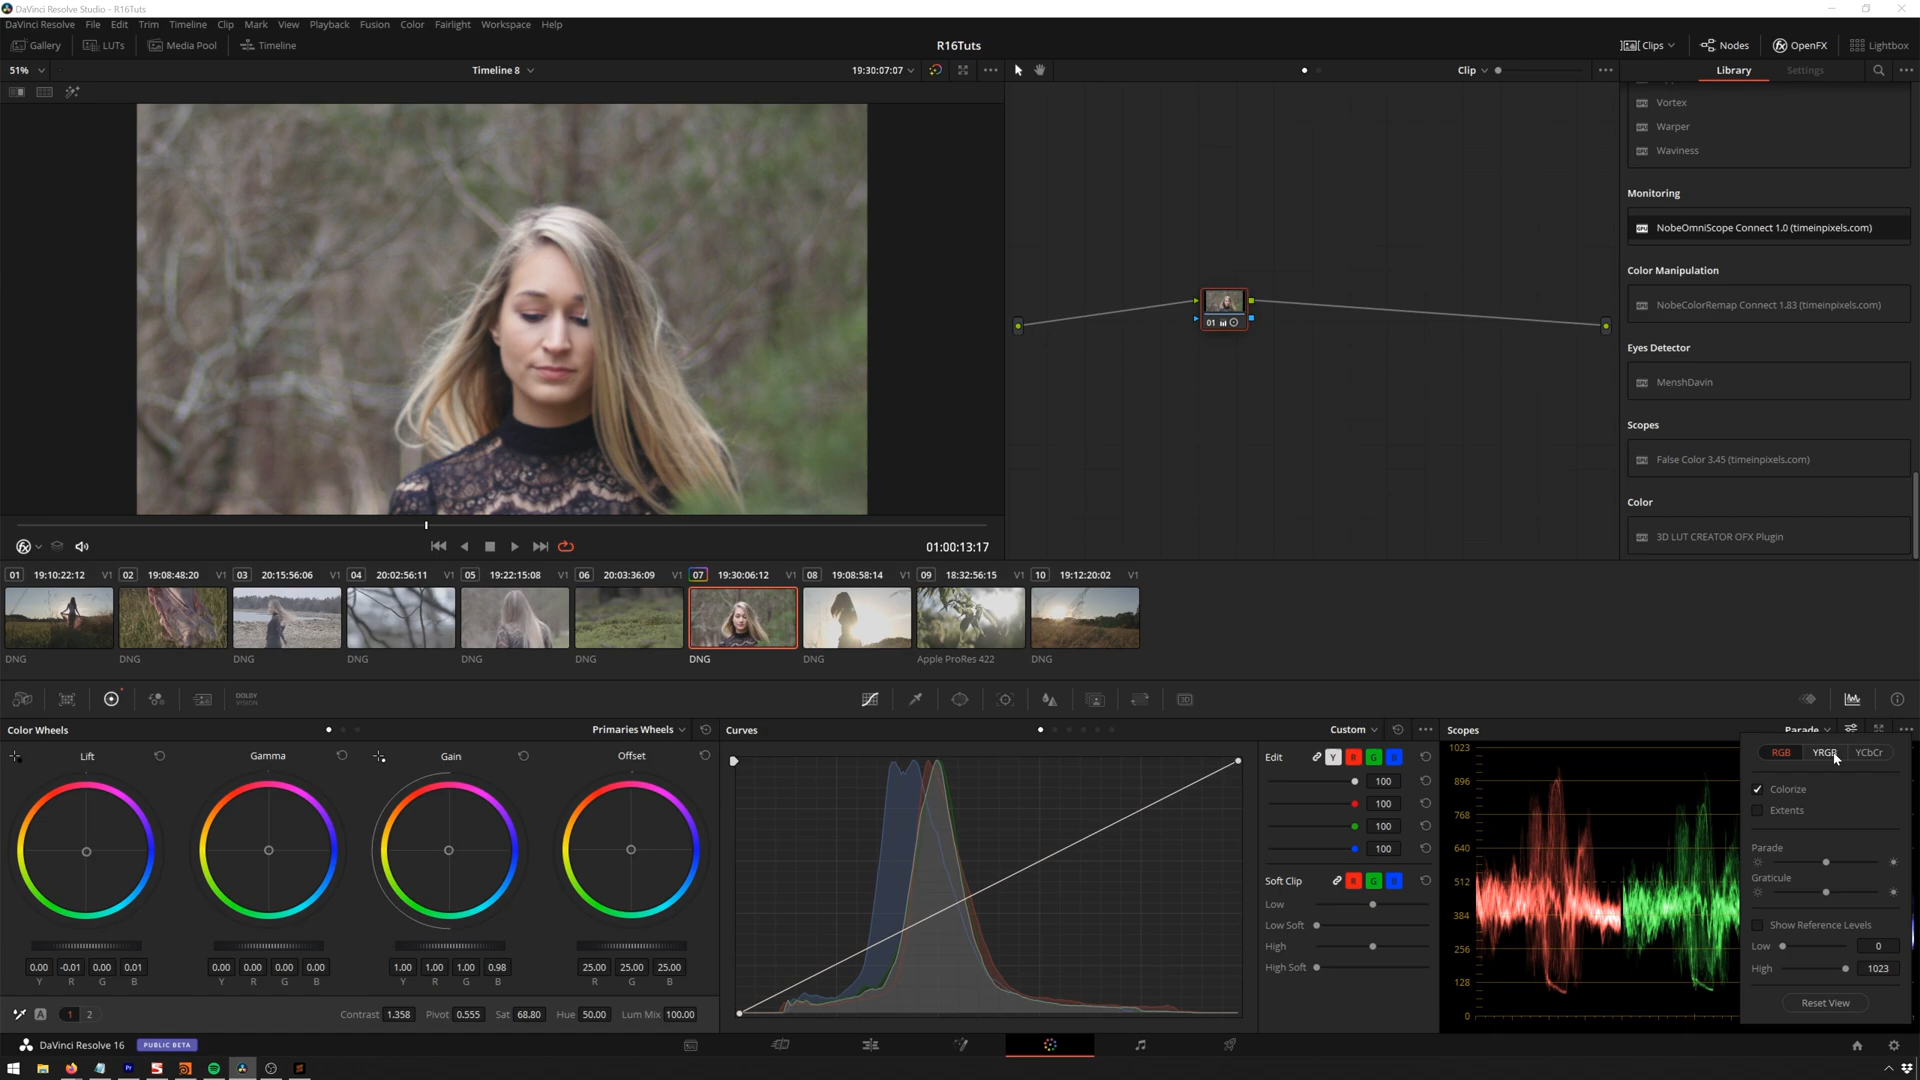 DaVinci Resolve Studio - R16Tuts
DaVinci Resolve File Edit Trim Timeline Clip Mark View Playback Fusion Color Fairlight Workspace Help
Gallery LUTs Media Pool Timeline R16Tuts Clips Nodes OpenFX Lightbox
51% Timeline 8 19:30:07:07 Clip Library Settings
Vortex
Warper
Waviness
Monitoring
NobeOmniScope Connect 1.0 (timeinpixels.com)
Color Manipulation
NobeColorRemap Connect 1.83 (timeinpixels.com)
01
Eyes Detector
MenshDavin
Scopes
False Color 3.45 (timeinpixels.com)
Color
3D LUT CREATOR OFX Plugin
01:00:13:17
01 19:10:22:12 V1 02 19:08:48:20 V1 03 20:15:56:06 V1 04 20:02:56:11 V1 05 19:22:15:08 V1 06 20:03:36:09 V1 07 19:30:06:12 V1 08 19:08:58:14 V1 09 18:32:56:15 V1 10 19:12:20:02 V1
DNG DNG DNG DNG DNG DNG DNG DNG Apple ProRes 422 DNG
DOLBY
VISION
3D
Color Wheels Primaries Wheels Curves Custom Scopes Parade
Lift Gamma Gain Offset
Edit Y R G B
100
100
100
100
Soft Clip R G B
Low
Low Soft
High
High Soft
0.00 -0.01 0.00 0.01 0.00 0.00 0.00 0.00 1.00 1.00 1.00 0.98 25.00 25.00 25.00
Y R G B Y R G B Y R G B R G B
A 1 2 Contrast 1.358 Pivot 0.555 Sat 68.80 Hue 50.00 Lum Mix 100.00
1023
896
768
640
512
384
256
128
0
RGB YRGB YCbCr
Colorize
Extents
Parade
Graticule
Show Reference Levels
Low 0
High 1023
Reset View
DaVinci Resolve 16 PUBLIC BETA
Pr
S